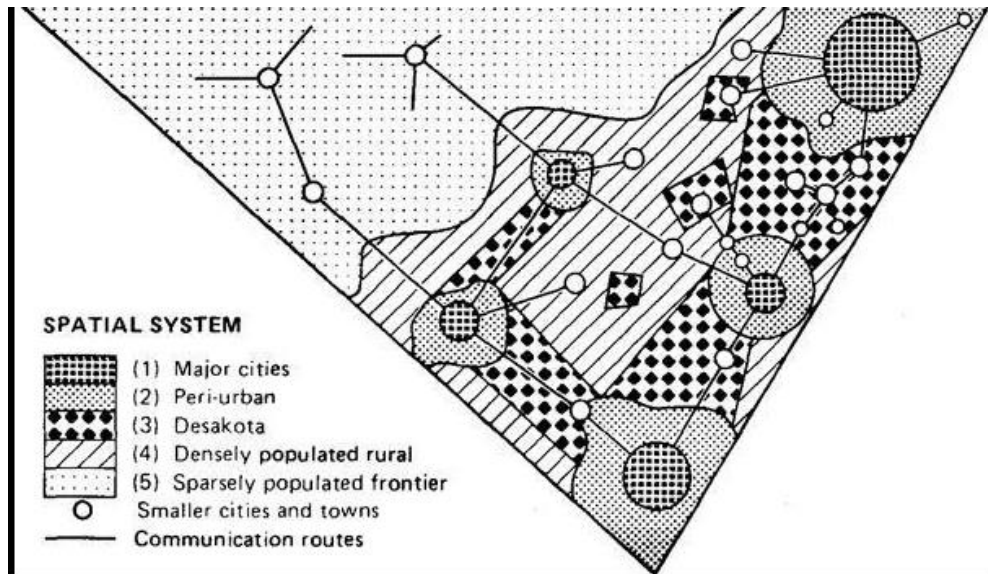 SPATIAL SYSTEM
(1) Major cities
(2) Peri-urban
(3) Desakota
(4) Densely populated rural
(5) Sparsely populated frontier
Smaller cities and towns
Communication routes